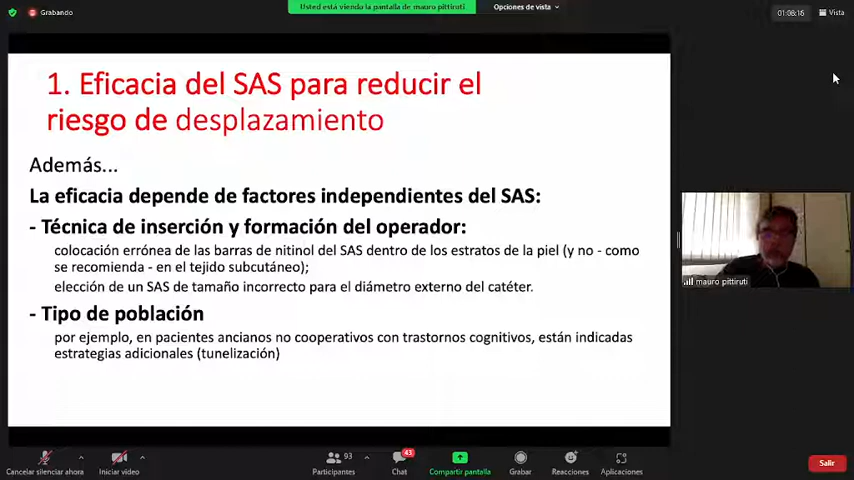 Grabando
Usted está viendo la pantalla de mauro pittiruti
Opciones de vista
01:06:16
Vista
1. Eficacia del SAS para reducir el
riesgo de desplazamiento
Además...
La eficacia depende de factores independientes del SAS:
- Técnica de inserción y formación del operador:
colocación errónea de las barras de nitinol del SAS dentro de los estratos de la piel (y no - como
se recomienda - en el tejido subcutáneo);
elección de un SAS de tamaño incorrecto para el diámetro externo del catéter.
- Tipo de población
por ejemplo, en pacientes ancianos no cooperativos con trastornos cognitivos, están indicadas
estrategias adicionales (tunelización)
mauro pittiruti
Cancelar silenciar ahora
Iniciar video
93
Participantes
43
Chat
Compartir pantalla
Grabar
Reacciones
Aplicaciones
Salir